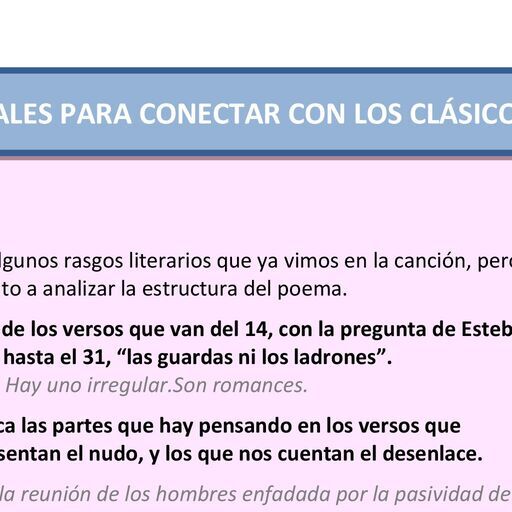 ALES PARA CONECTAR CON LOS CLÁSICO
lgunos rasgos literarios que ya vimos en la canción, pero
to a analizar la estructura del poema.
de los versos que van del 14, con la pregunta de Esteb
hasta el 31, “las guardas ni los ladrones”.
Hay uno irregular.Son romances.
ca las partes que hay pensando en los versos que
sentan el nudo, y los que nos cuentan el desenlace.
la reunión de los hombres enfadada por la pasividad de